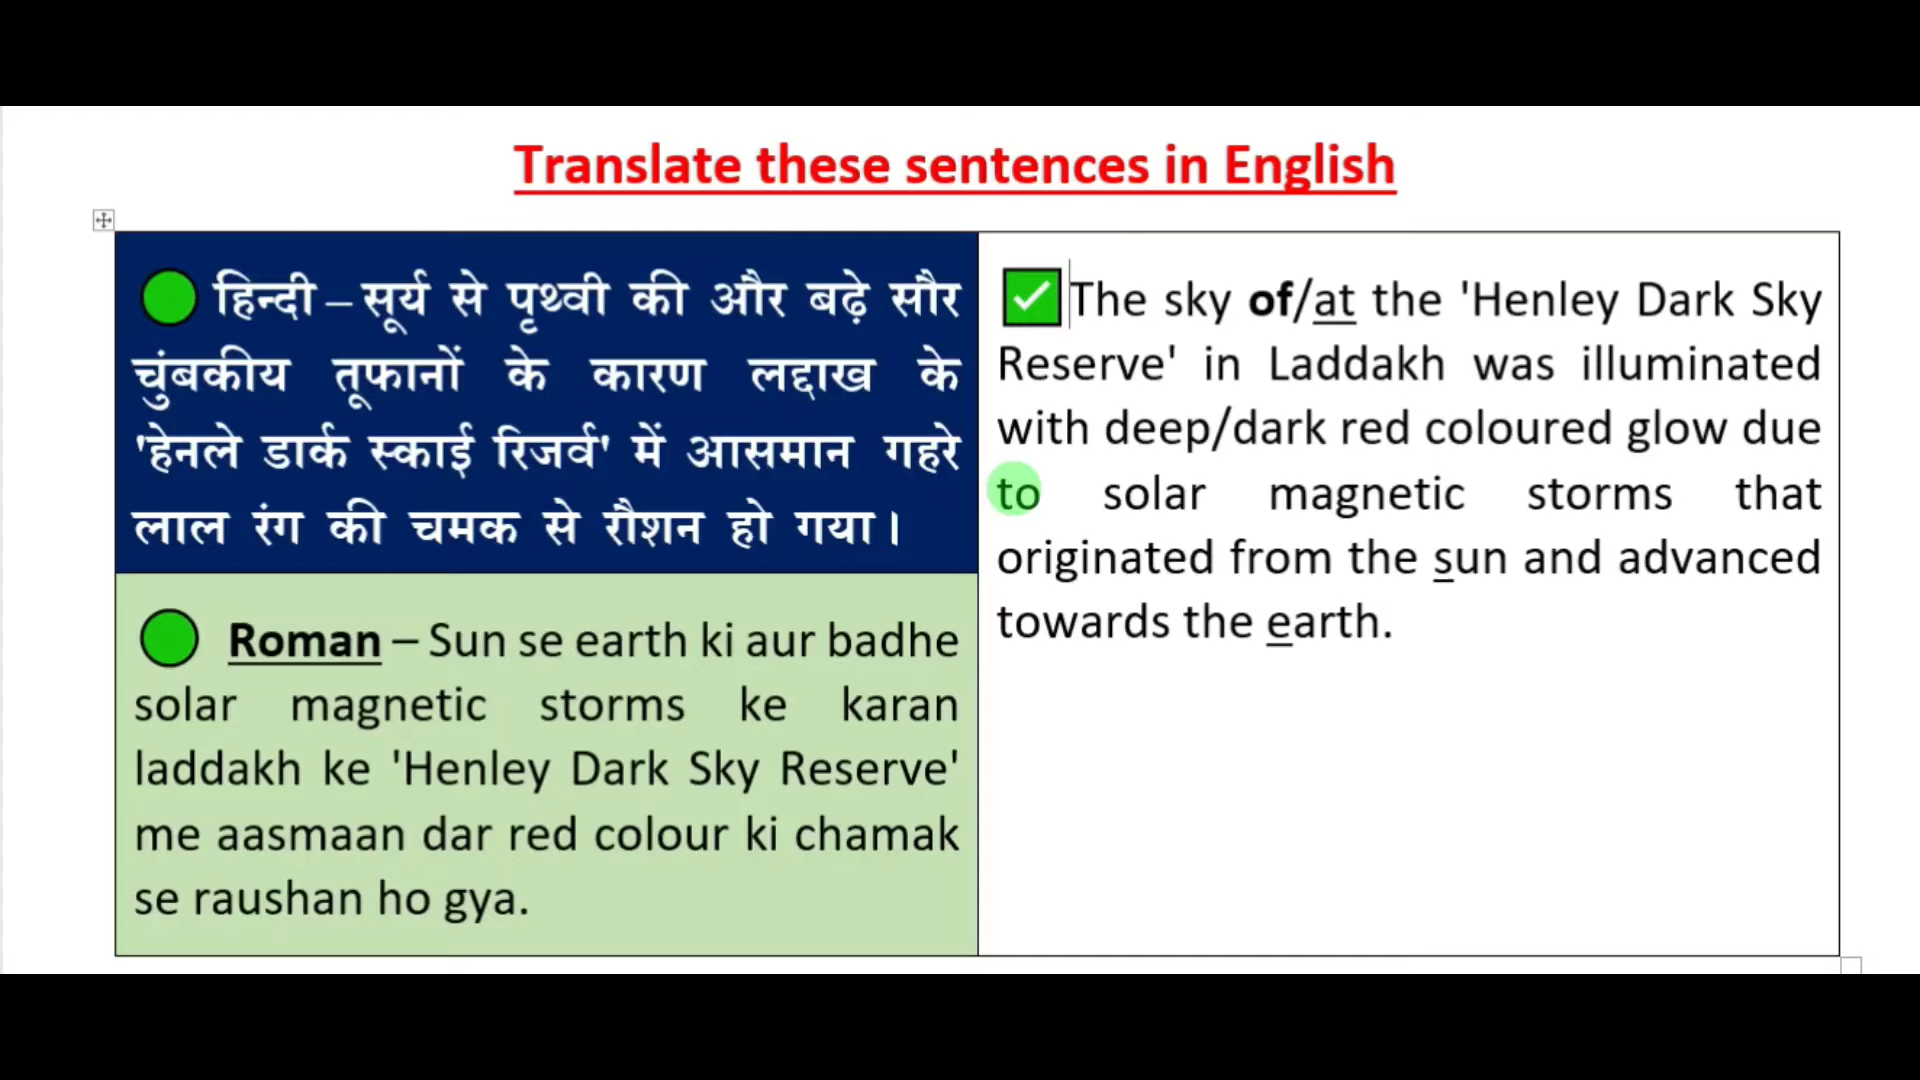 Translate these sentences in English
हिन्दी – सूर्य से पृथ्वी की और बढ़े सौर
चुंबकीय तूफानों के कारण लद्दाख के
'हेनले डार्क स्काई रिजर्व' में आसमान गहरे
लाल रंग की चमक से रौशन हो गया।
Roman – Sun se earth ki aur badhe
solar magnetic storms ke karan
laddakh ke 'Henley Dark Sky Reserve'
me aasmaan dar red colour ki chamak
se raushan ho gya.
The sky of/at the 'Henley Dark Sky
Reserve' in Laddakh was illuminated
with deep/dark red coloured glow due
to solar magnetic storms that
originated from the sun and advanced
towards the earth.